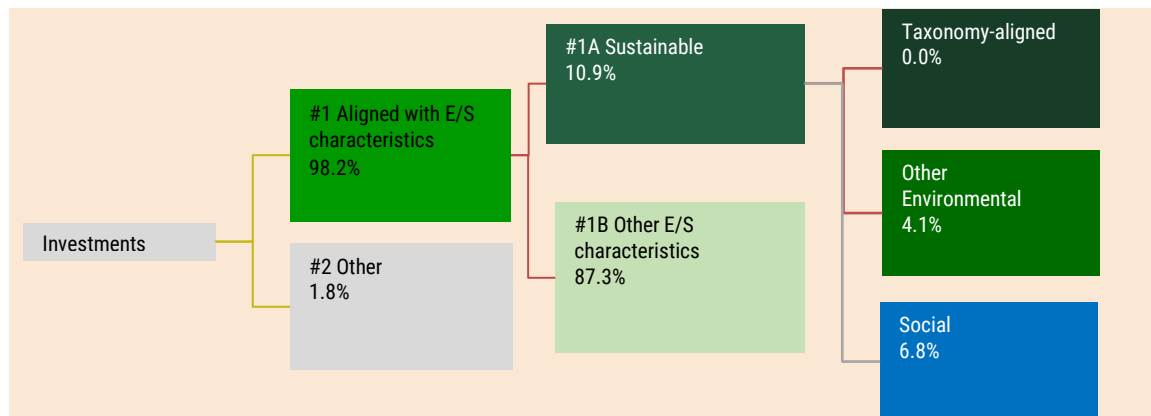 Investments
#1 Aligned with E/S
characteristics
98.2%
#2 Other
1.8%
#1A Sustainable
10.9%
#1B Other E/S
characteristics
87.3%
Taxonomy-aligned
0.0%
Other
Environmental
4.1%
Social
6.8%